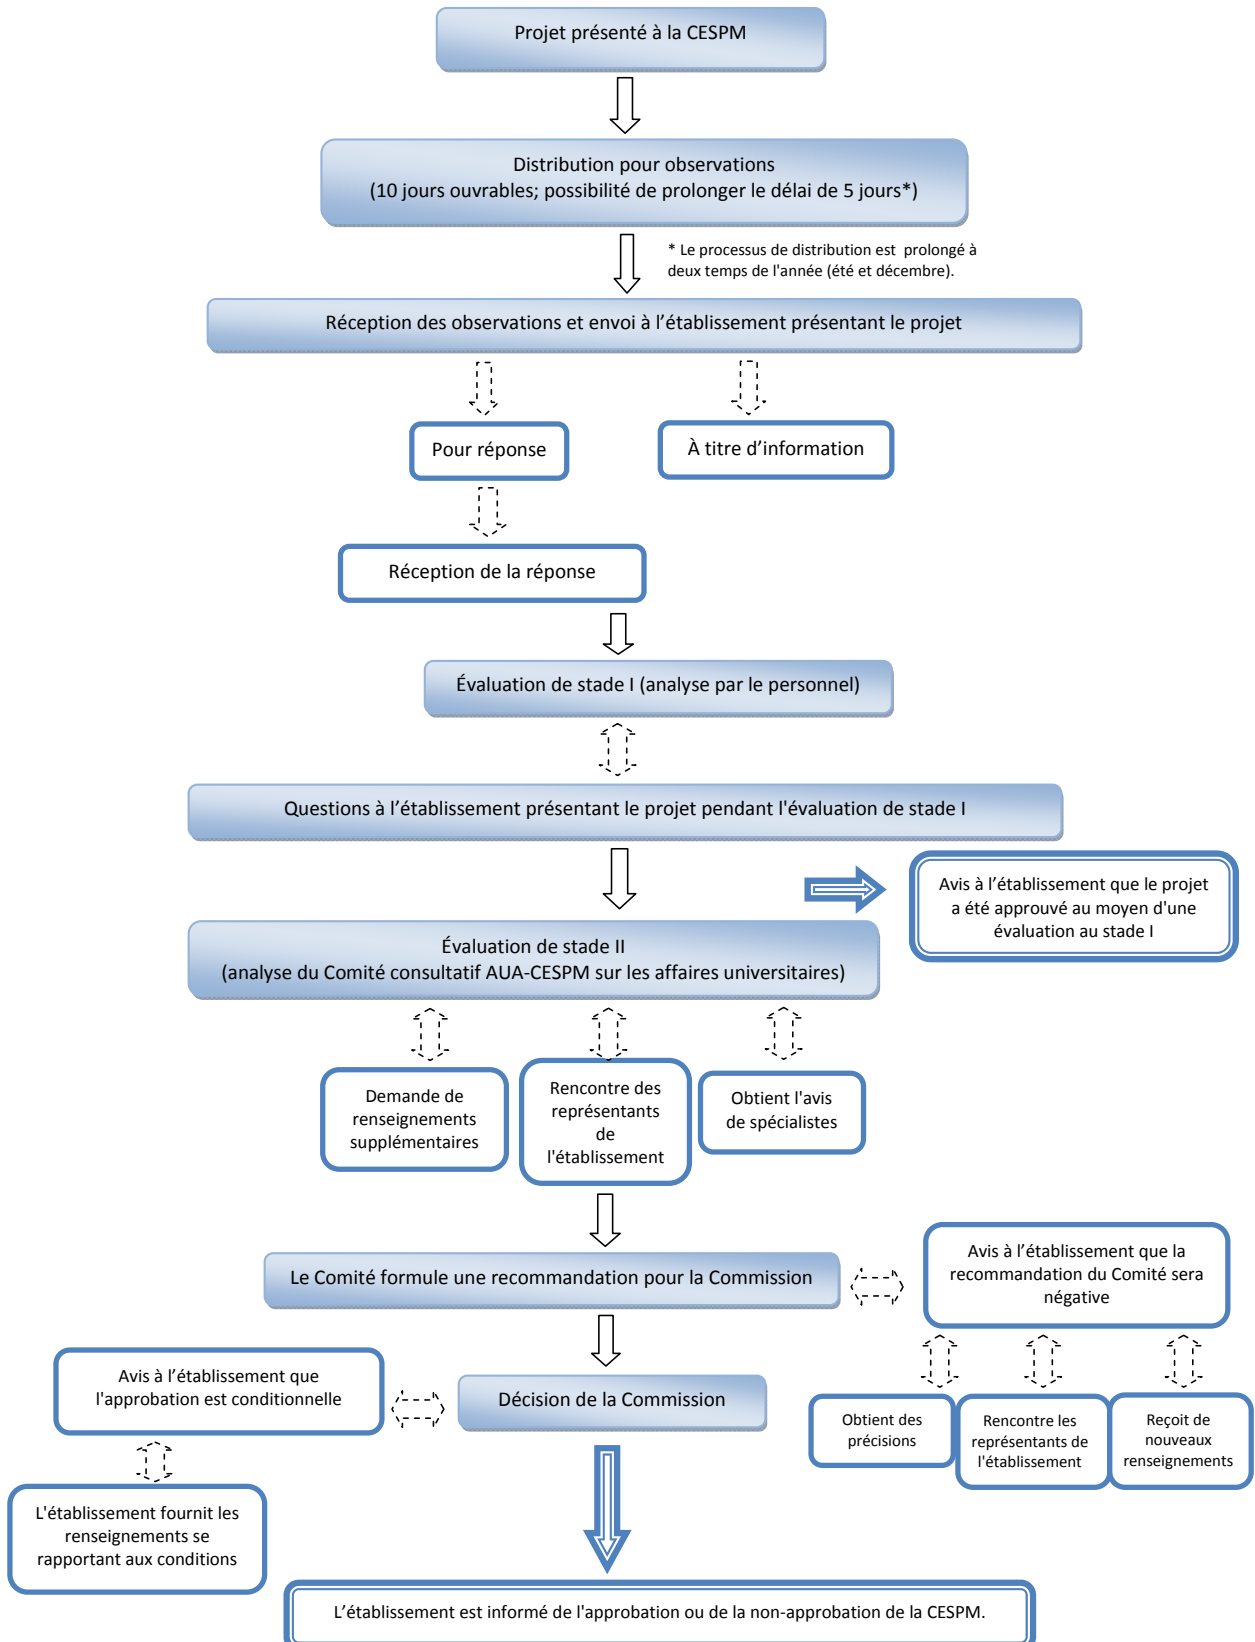 Projet présenté à la CESPM
Distribution pour observations
(10 jours ouvrables; possibilité de prolonger le délai de 5 jours*)
* Le processus de distribution est prolongé à
deux temps de l'année (été et décembre).
Réception des observations et envoi à l'établissement présentant le projet
Pour réponse
À titre d'information
Réception de la réponse
Évaluation de stade I (analyse par le personnel)
Questions à l'établissement présentant le projet pendant l'évaluation de stade I
Avis à l'établissement que le projet
a été approuvé au moyen d'une
évaluation au stade I
Évaluation de stade II
(analyse du Comité consultatif AUA-CESPM sur les affaires universitaires)
Demande de
renseignements
supplémentaires
Rencontre des
représentants
de
l'établissement
Obtient l'avis
de spécialistes
Le Comité formule une recommandation pour la Commission
Avis à l'établissement que la
recommandation du Comité sera
négative
Avis à l'établissement que
l'approbation est conditionnelle
Décision de la Commission
Obtient des
précisions
Rencontre les
représentants de
l'établissement
Reçoit de
nouveaux
renseignements
L'établissement fournit les
renseignements se
rapportant aux conditions
L'établissement est informé de l'approbation ou de la non-approbation de la CESPM.